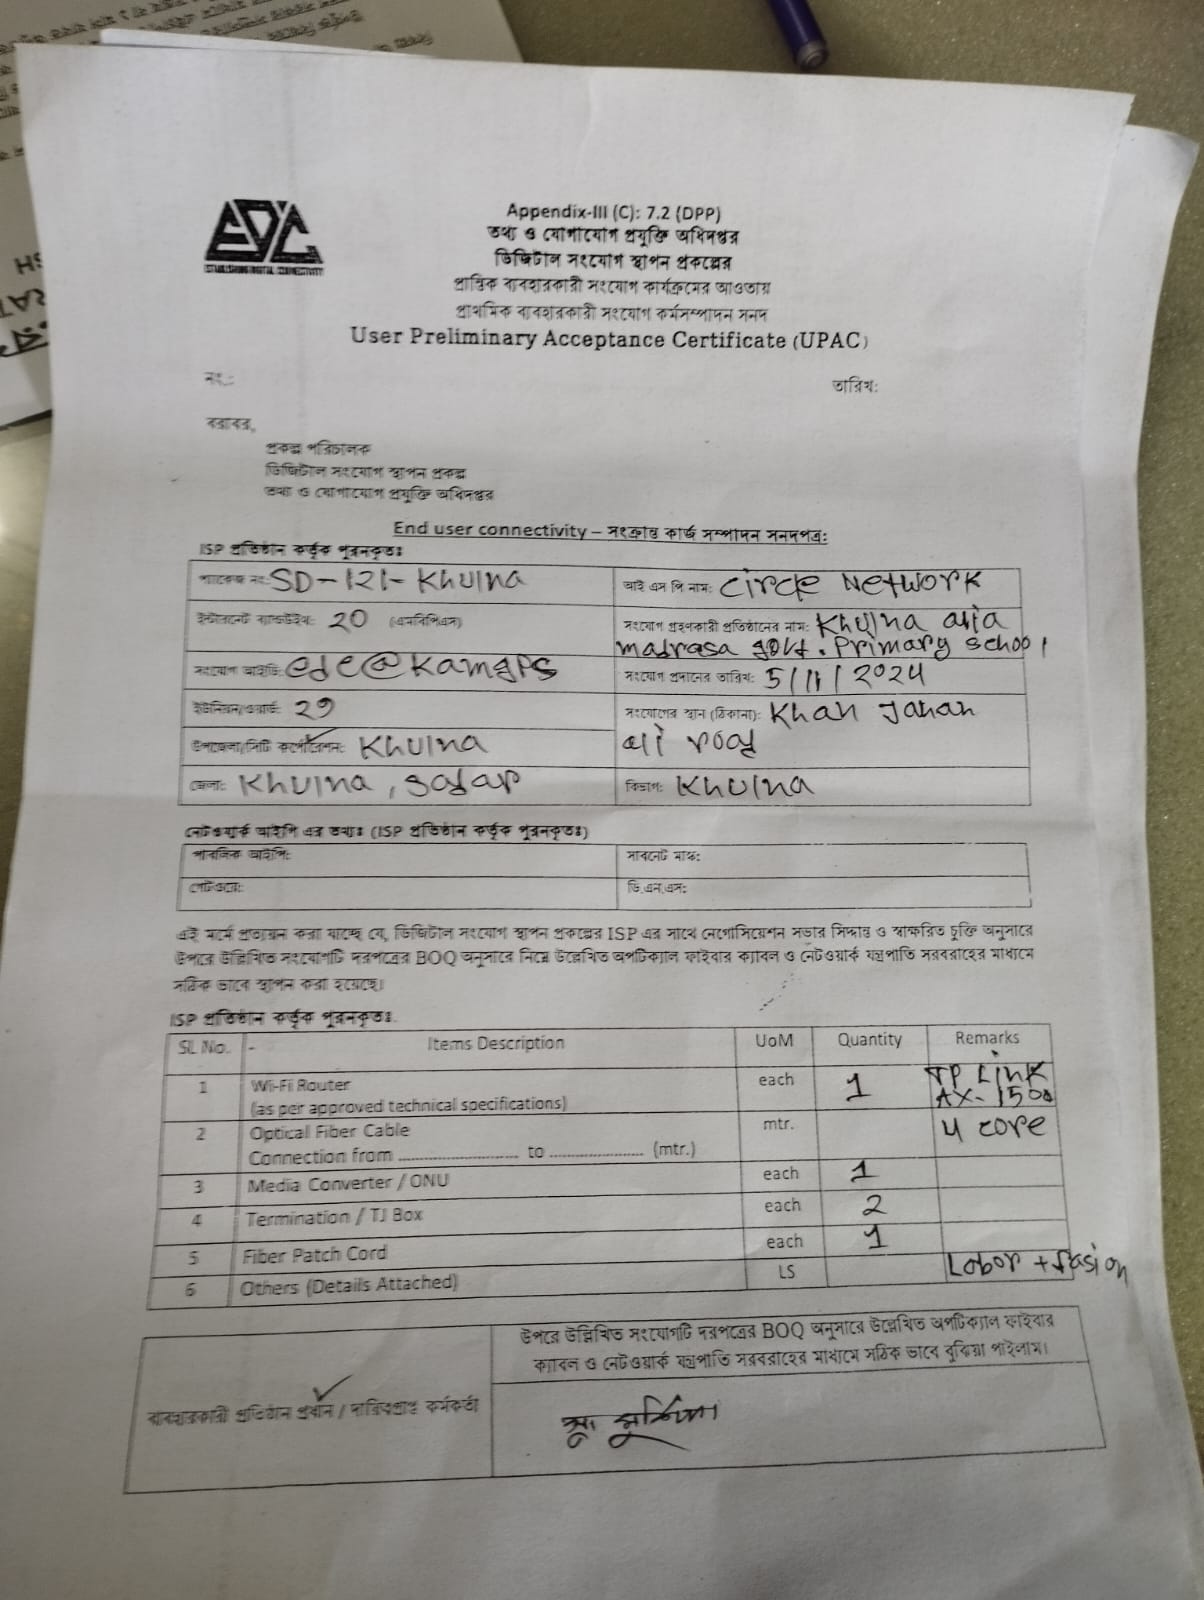 EDC
ESTABLISHING DIGITAL CONNECTIVITY
Appendix-III (C): 7.2 (DPP)
তথ্য ও যোগাযোগ প্রযুক্তি অধিদপ্তর
ডিজিটাল সংযোগ স্থাপন প্রকল্পের
প্রান্তিক ব্যবহারকারী সংযোগ কার্যক্রমের আওতায়
প্রাথমিক ব্যবহারকারী সংযোগ কর্মসম্পাদন সনদ
User Preliminary Acceptance Certificate (UPAC)
নং:
তারিখ:
বরাবর,
প্রকল্প পরিচালক
ডিজিটাল সংযোগ স্থাপন প্রকল্প
তথ্য ও যোগাযোগ প্রযুক্তি অধিদপ্তর
End user connectivity – সংক্রান্ত কার্জ সম্পাদন সনদপত্র:
ISP প্রতিষ্ঠান কর্তৃক পূরনকৃতঃ
প্যাকেজ নং: SD-121-Khulna
আই এস পি নাম: circle Network
ইন্টারনেট ব্যান্ডউইথ: 20 (এমবিপিএস)
সংযোগ গ্রহণকারী প্রতিষ্ঠানের নাম: Khulna alia
madrasa govt. Primary school
সংযোগ আইডি: edc@kamgps
সংযোগ প্রদানের তারিখ: 5/11/2024
ইউনিয়ন/ওয়ার্ড: 29
সংযোগের স্থান (ঠিকানা): Khan Jahan
ali road
উপজেলা/সিটি কর্পোরেশন: Khulna
জেলা: Khulna, sadar
বিভাগ: Khulna
নেটওয়ার্ক আইপি এর তথ্যঃ (ISP প্রতিষ্ঠান কর্তৃক পূরনকৃতঃ)
পাবলিক আইপি:
সাবনেট মাস্ক:
গেটওয়ে:
ডি.এন.এস:
এই মর্মে প্রত্যয়ন করা যাচ্ছে যে, ডিজিটাল সংযোগ স্থাপন প্রকল্পের ISP এর সাথে নেগোসিয়েশন সভার সিদ্ধান্ত ও স্বাক্ষরিত চুক্তি অনুসারে
উপরে উল্লিখিত সংযোগটি দরপত্রের BOQ অনুসারে নিম্নে উল্লেখিত অপটিক্যাল ফাইবার ক্যাবল ও নেটওয়ার্ক যন্ত্রপাতি সরবরাহের মাধ্যমে
সঠিক ভাবে স্থাপন করা হয়েছে।
ISP প্রতিষ্ঠান কর্তৃক পূরনকৃতঃ
SL No. - Items Description UoM Quantity Remarks
1 Wi-Fi Router each 1 TP Link
(as per approved technical specifications) AX-1500
2 Optical Fiber Cable mtr. 4 core
Connection from ........................ to ........................ (mtr.)
3 Media Converter / ONU each 1
4 Termination / TJ Box each 2
5 Fiber Patch Cord each 1
6 Others (Details Attached) LS Labor +
উপরে উল্লিখিত সংযোগটি দরপত্রের BOQ অনুসারে উল্লেখিত অপটিক্যাল ফাইবার
ক্যাবল ও নেটওয়ার্ক যন্ত্রপাতি সরবরাহের মাধ্যমে সঠিক ভাবে বুঝিয়া পাইলাম।
ব্যবহারকারী প্রতিষ্ঠান প্রধান / দায়িত্বপ্রাপ্ত কর্মকর্তা